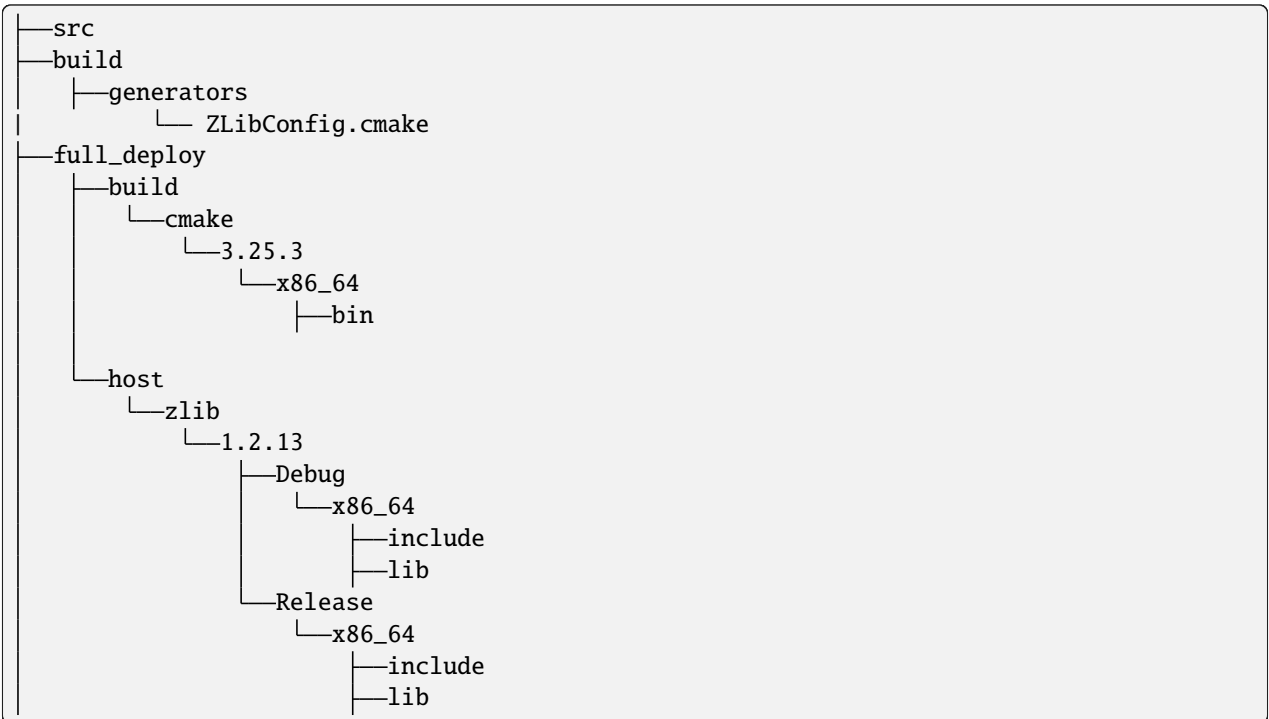 ├──src
├──build
│   ├──generators
|         └── ZLibConfig.cmake
├──full_deploy
│   ├──build
│   │   └──cmake
│   │       └──3.25.3
│   │           └──x86_64
│   │               ├──bin
│   │
│   └──host
│       └──zlib
│           └──1.2.13
│               ├──Debug
│               │   └──x86_64
│               │       ├──include
│               │       ├──lib
│               └──Release
│                   └──x86_64
│                       ├──include
│                       ├──lib